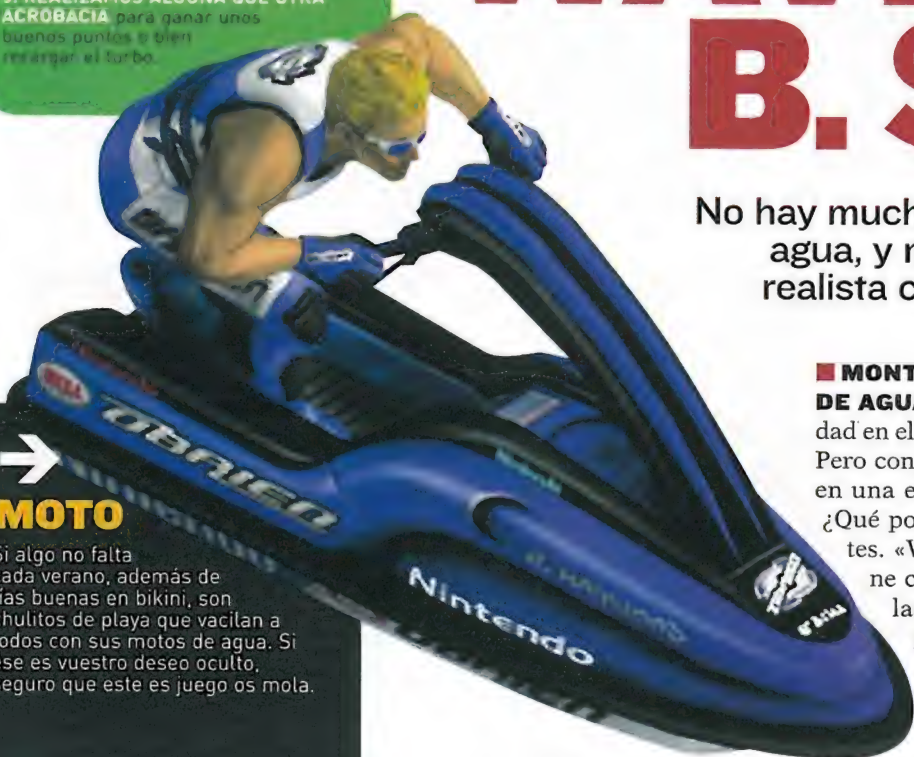 ACROBACIA para ganar unos
buenos puntos o bien
recargar el turbo.
B. S
No hay much
agua, y
realista
MONT
DE AGUA
dad en el
Pero con
en una e
¿Qué po
tes. «
ne
la
MOTO
Si algo no falta
cada verano, además de
tías buenas en bikini, son
chulitos de playa que vacilan a
todos con sus motos de agua. Si
ese es vuestro deseo oculto,
seguro que este es juego os mola.
BELL
O'BRIEN
Nintendo
O'Brien